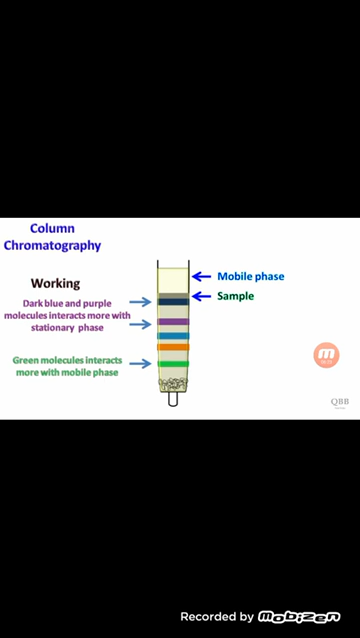 Column
Chromatography
Working
Mobile phase
Sample
Dark blue and purple
molecules interacts more with
stationary phase
Green molecules interacts
more with mobile phase
QBB
Recorded by mobizen